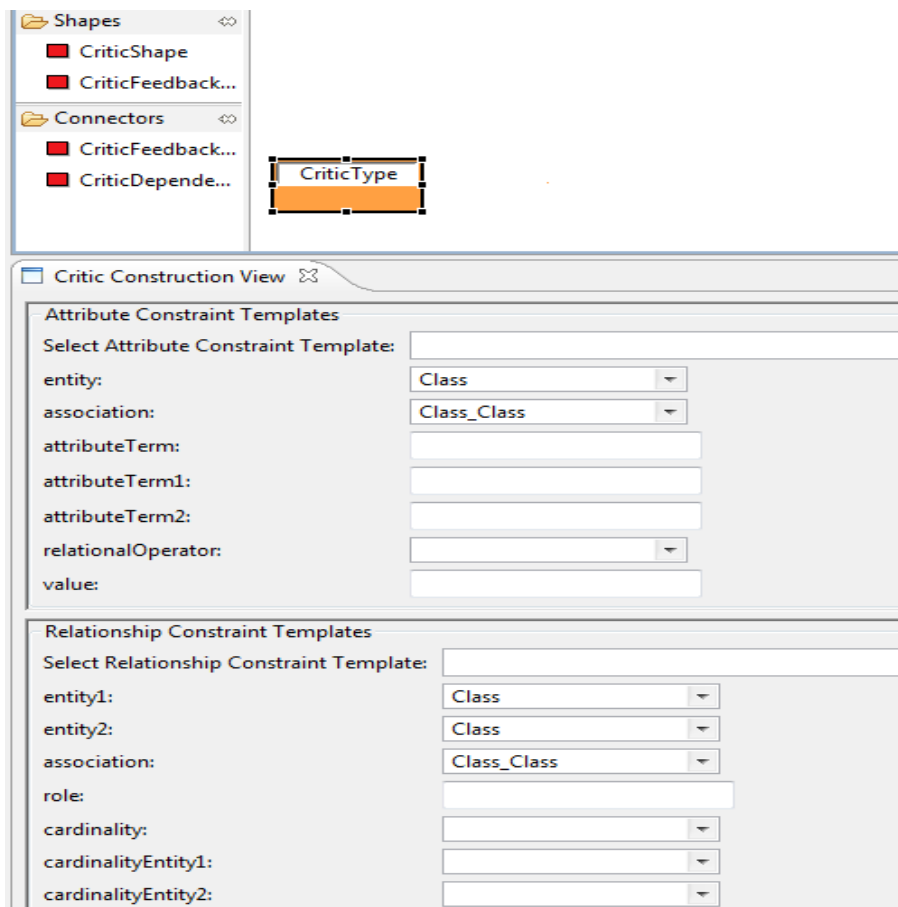 Shapes
CriticShape
CriticFeedback...
Connectors
CriticFeedback...
CriticDepende...
CriticType
Critic Construction View
Attribute Constraint Templates
Select Attribute Constraint Template:
entity: Class
association: Class_Class
attributeTerm:
attributeTerm1:
attributeTerm2:
relationalOperator:
value:
Relationship Constraint Templates
Select Relationship Constraint Template:
entity1: Class
entity2: Class
association: Class_Class
role:
cardinality:
cardinalityEntity1:
cardinalityEntity2: